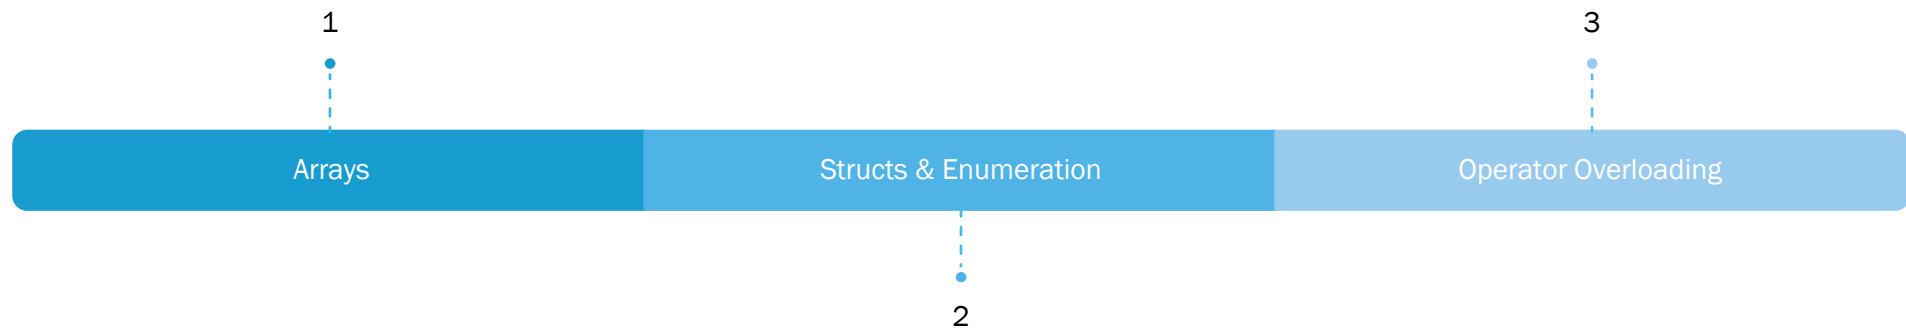 1
3
Arrays
Structs & Enumeration
Operator Overloading
2